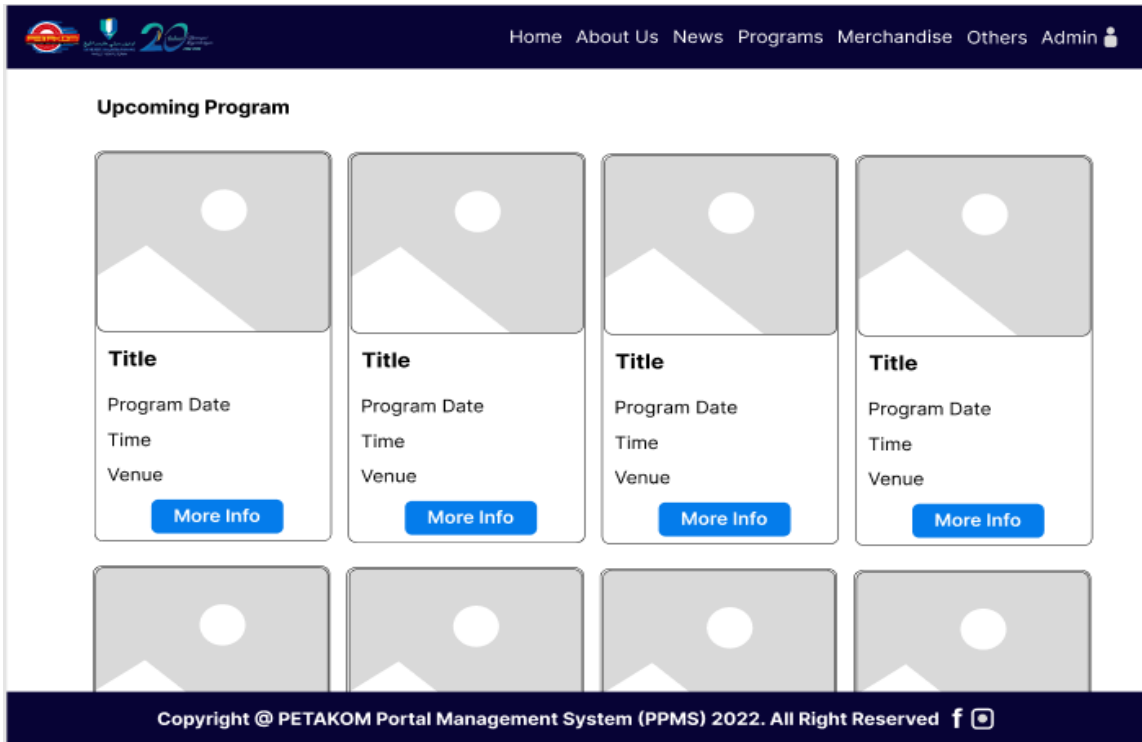 PETAKOM
20
Home About Us News Programs Merchandise Others Admin
Upcoming Program
Title Title Title Title
Program Date Program Date Program Date Program Date
Time Time Time Time
Venue Venue Venue Venue
More Info More Info More Info More Info
Copyright @ PETAKOM Portal Management System (PPMS) 2022. All Right Reserved f